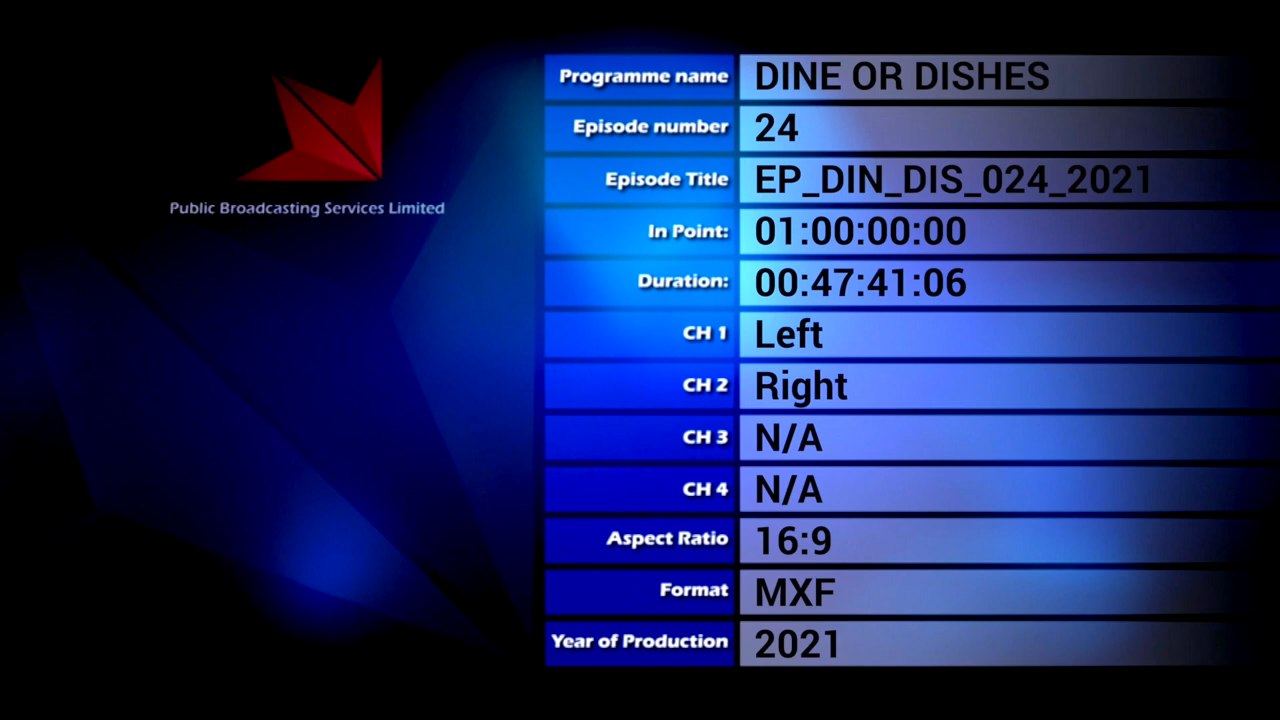 Public Broadcasting Services Limited
Programme name DINE OR DISHES
Episode number 24
Episode Title EP_DIN_DIS_024_2021
In Point: 01:00:00:00
Duration: 00:47:41:06
CH 1 Left
CH 2 Right
CH 3 N/A
CH 4 N/A
Aspect Ratio 16:9
Format MXF
Year of Production 2021